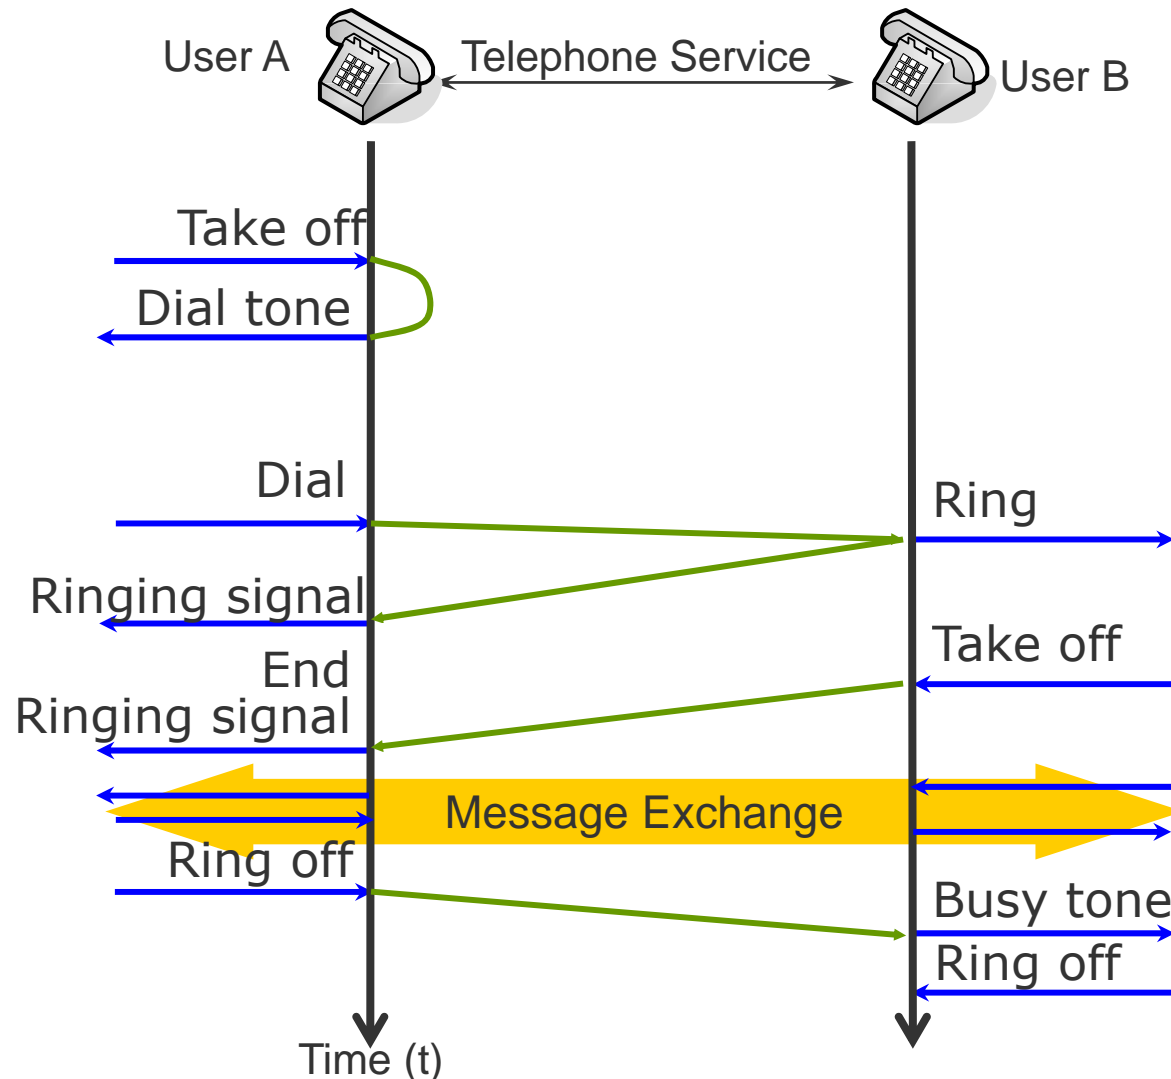 User A
Telephone Service
User B
Take off
Dial tone
Dial
Ring
Ringing signal
Take off
End
Ringing signal
Message Exchange
Ring off
Busy tone
Ring off
Time (t)